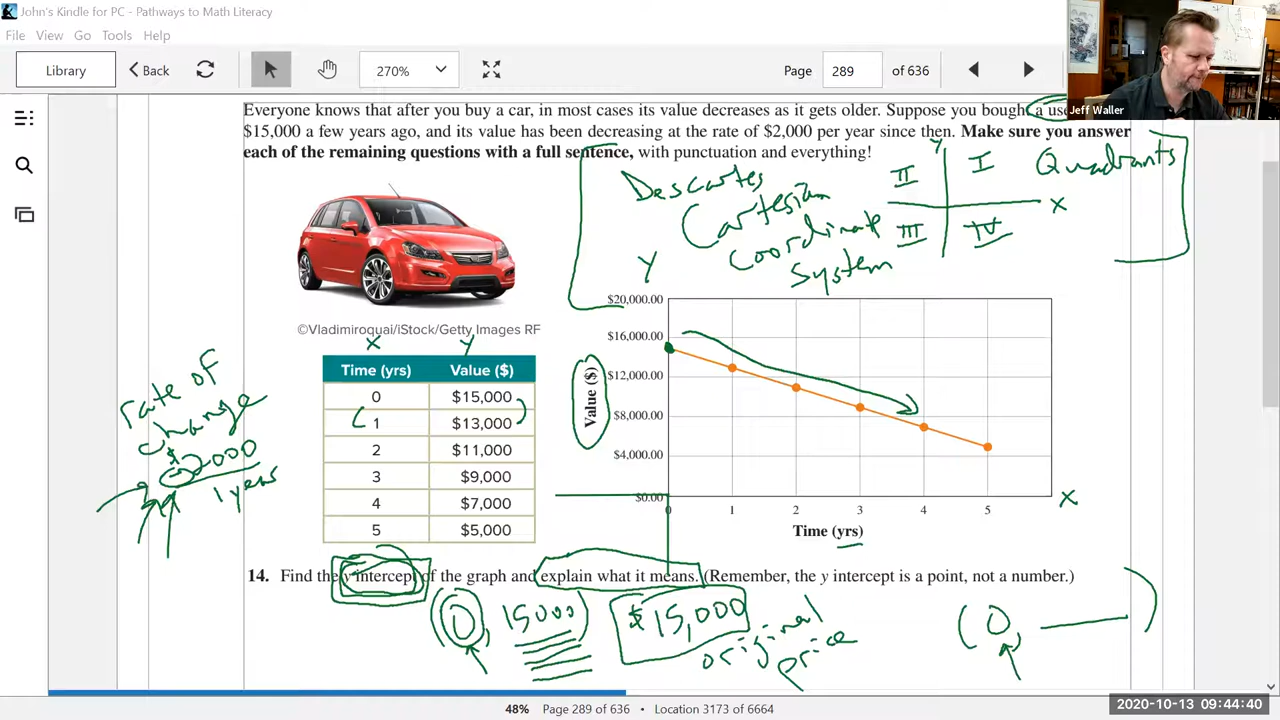 John's Kindle for PC - Pathways to Math Literacy
File View Go Tools Help
Library
Back
270%
Page 289 of 636
Jeff Waller
Everyone knows that after you buy a car, in most cases its value decreases as it gets older. Suppose you bought a
$15,000 a few years ago, and its value has been decreasing at the rate of $2,000 per year since then. Make sure you answer
each of the remaining questions with a full sentence, with punctuation and everything!
Descartes
Cartesian
coordinate
system
y
II I
Quadrants
x
III IV
y
©Vladimiroquai/iStock/Getty Images RF
x y
Time (yrs) Value ($)
0 $15,000
1 $13,000
2 $11,000
3 $9,000
4 $7,000
5 $5,000
rate of
change
$
-2000
1 years
$20,000.00
$16,000.00
$12,000.00
$8,000.00
$4,000.00
$0.00
Value ($)
0 1 2 3 4 5
x
Time (yrs)
14. Find the y intercept of the graph and explain what it means. (Remember, the y intercept is a point, not a number.)
(0, 15000)
$15,000
original
price
(0, )
48% Page 289 of 636 • Location 3173 of 6664
2020-10-13 09:44:40